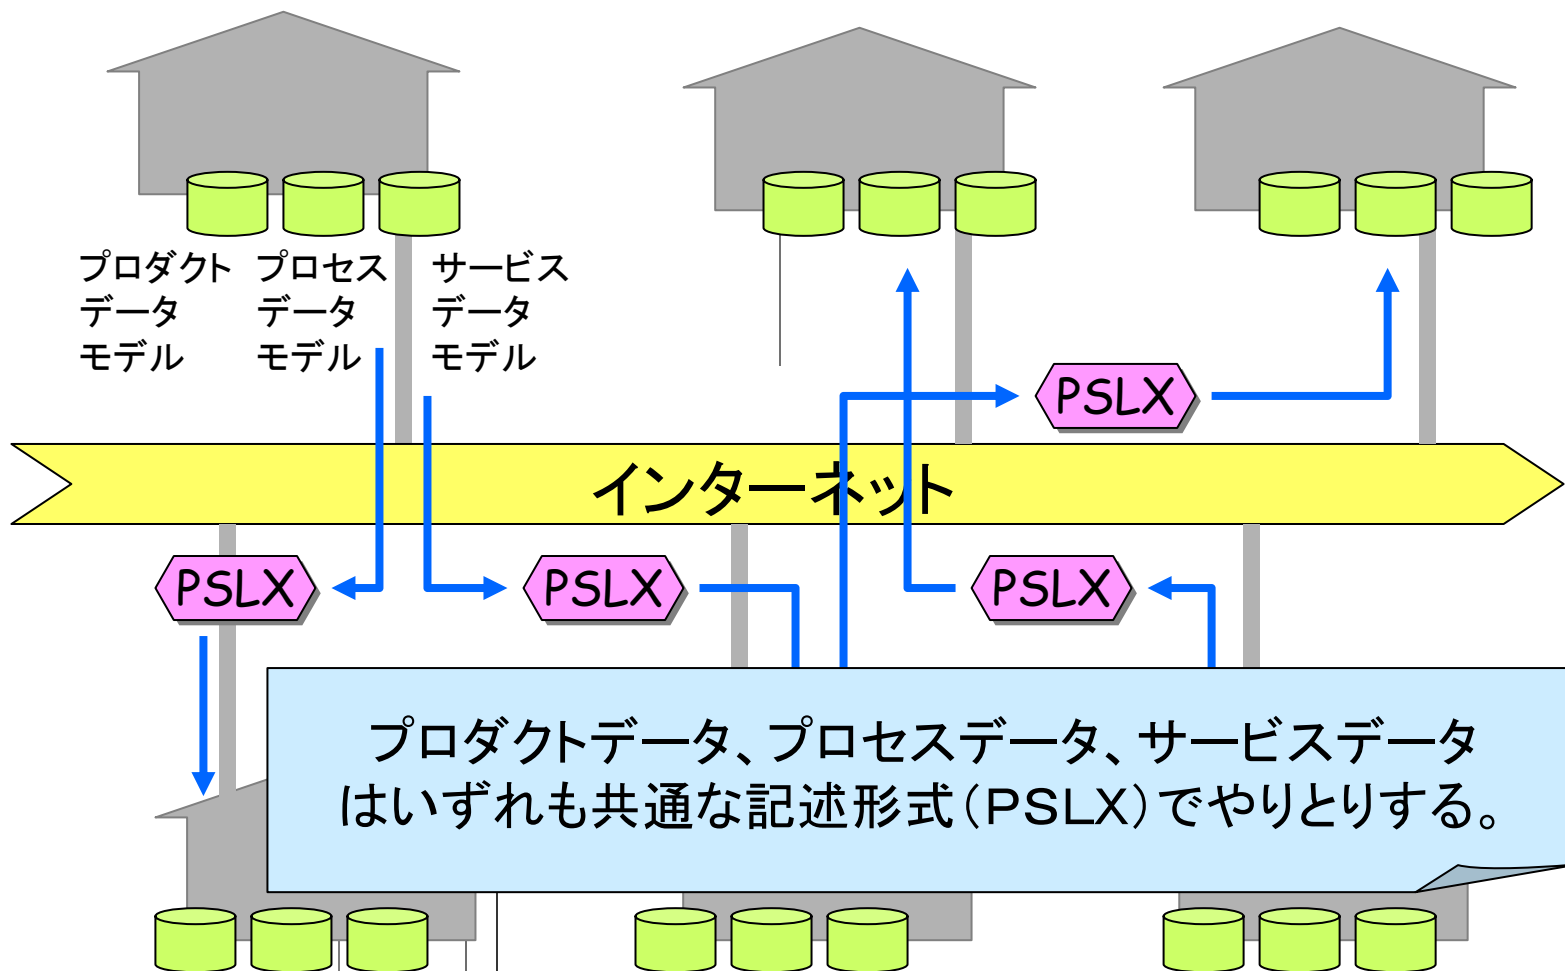 プロダクト
データ
モデル
プロセス
データ
モデル
サービス
データ
モデル
PSLX
インターネット
PSLX
PSLX
PSLX
プロダクトデータ、プロセスデータ、サービスデータ
はいずれも共通な記述形式（ＰＳＬＸ）でやりとりする。